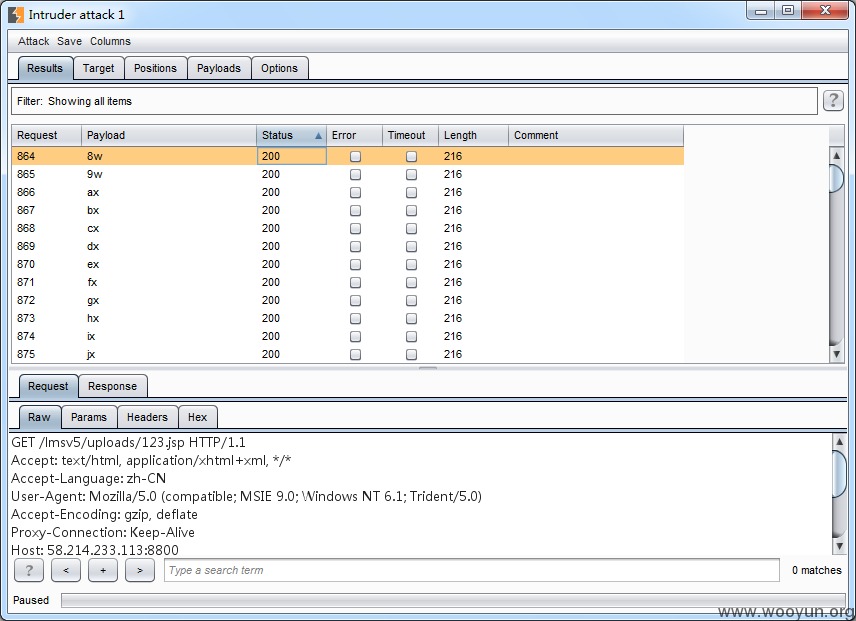 Intruder attack 1
Attack Save Columns
Results Target Positions Payloads Options
Filter: Showing all items
?
Request Payload Status Error Timeout Length Comment
864 8w 200 216
865 9w 200 216
866 ax 200 216
867 bx 200 216
868 cx 200 216
869 dx 200 216
870 ex 200 216
871 fx 200 216
872 gx 200 216
873 hx 200 216
874 ix 200 216
875 jx 200 216
Request Response
Raw Params Headers Hex
GET /lmsv5/uploads/123.jsp HTTP/1.1
Accept: text/html, application/xhtml+xml, */*
Accept-Language: zh-CN
User-Agent: Mozilla/5.0 (compatible; MSIE 9.0; Windows NT 6.1; Trident/5.0)
Accept-Encoding: gzip, deflate
Proxy-Connection: Keep-Alive
Host: 58.214.233.113:8800
? < + > Type a search term 0 matches
Paused
www.wooyun.org